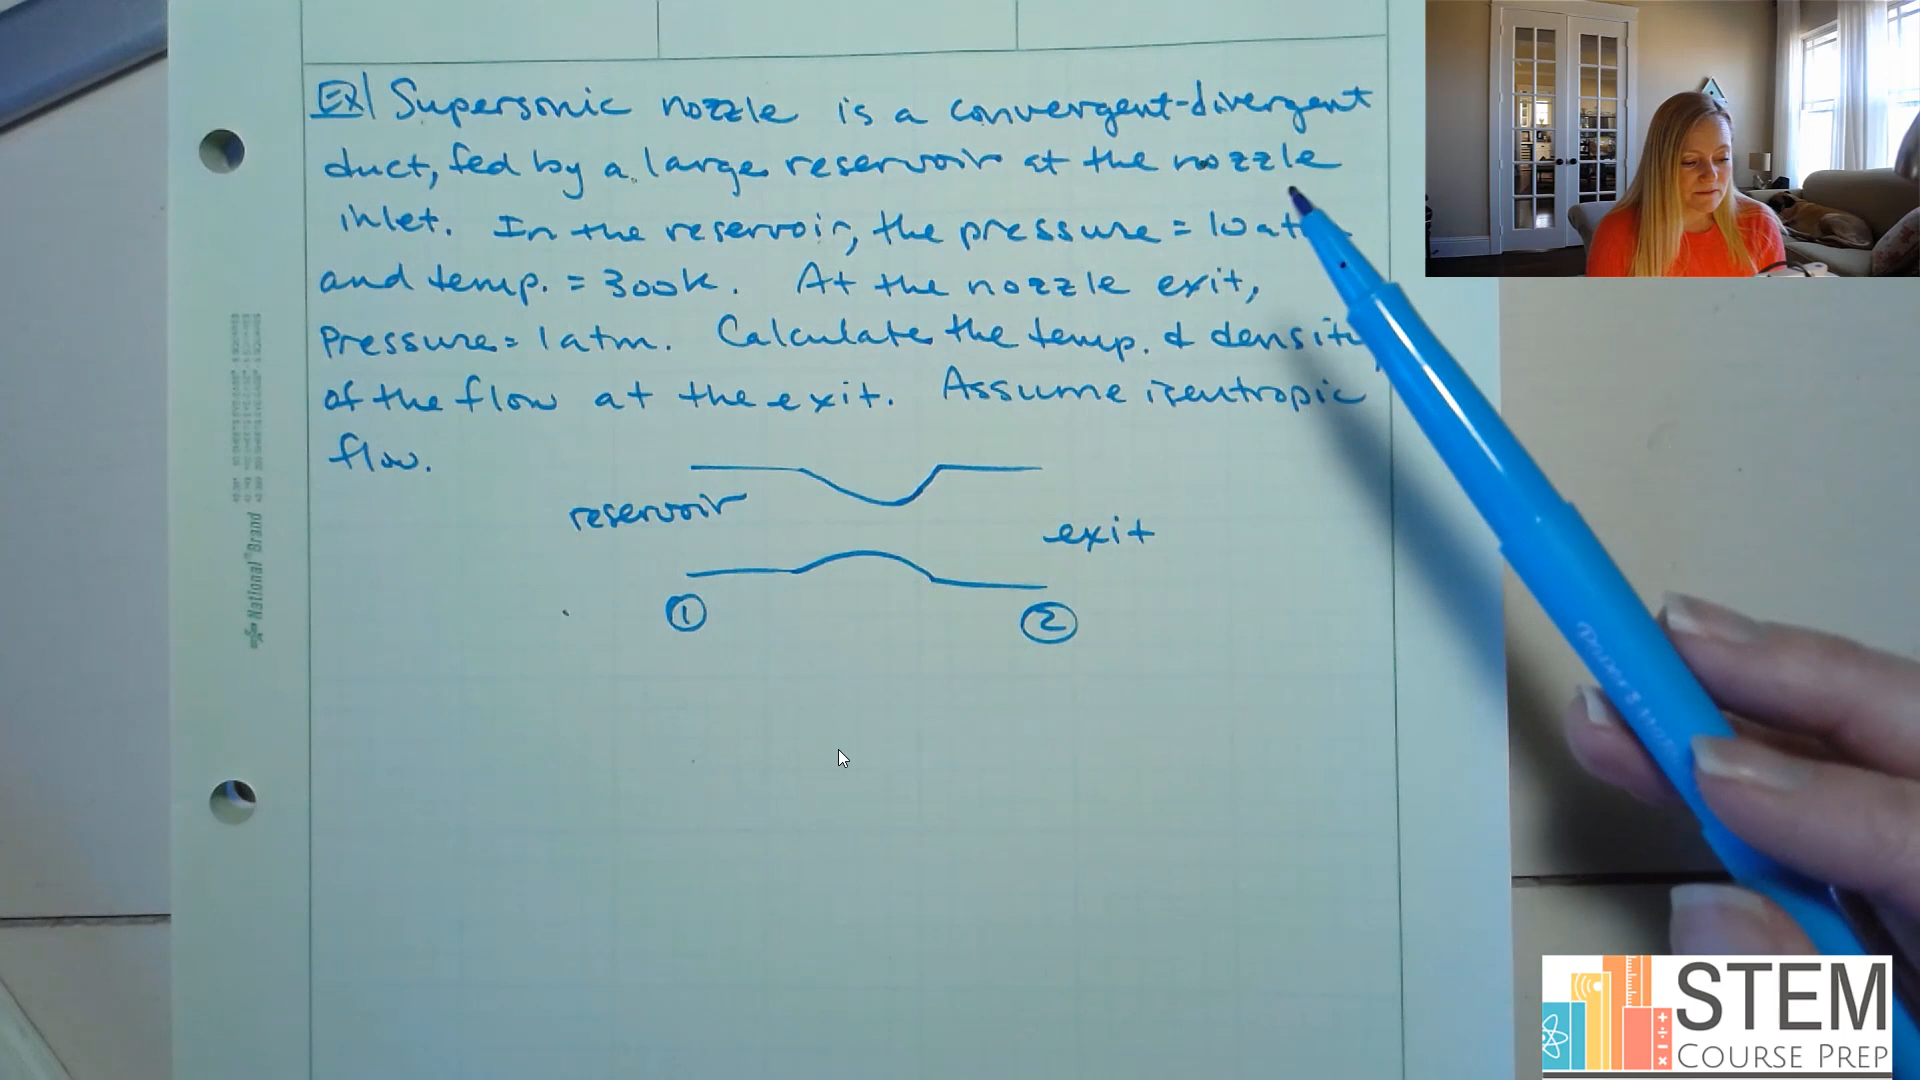 Ex| Supersonic nozzle is a convergent-divergent
duct, fed by a large reservoir at the nozzle
inlet. In the reservoir, the pressure = 10
and temp. = 300K. At the nozzle exit,
Pressure = 1 atm. Calculate the temp. &
of the flow at the exit. Assume isentropic
flow.
reservoir
exit
1
2
National Brand
STEM
COURSE PREP